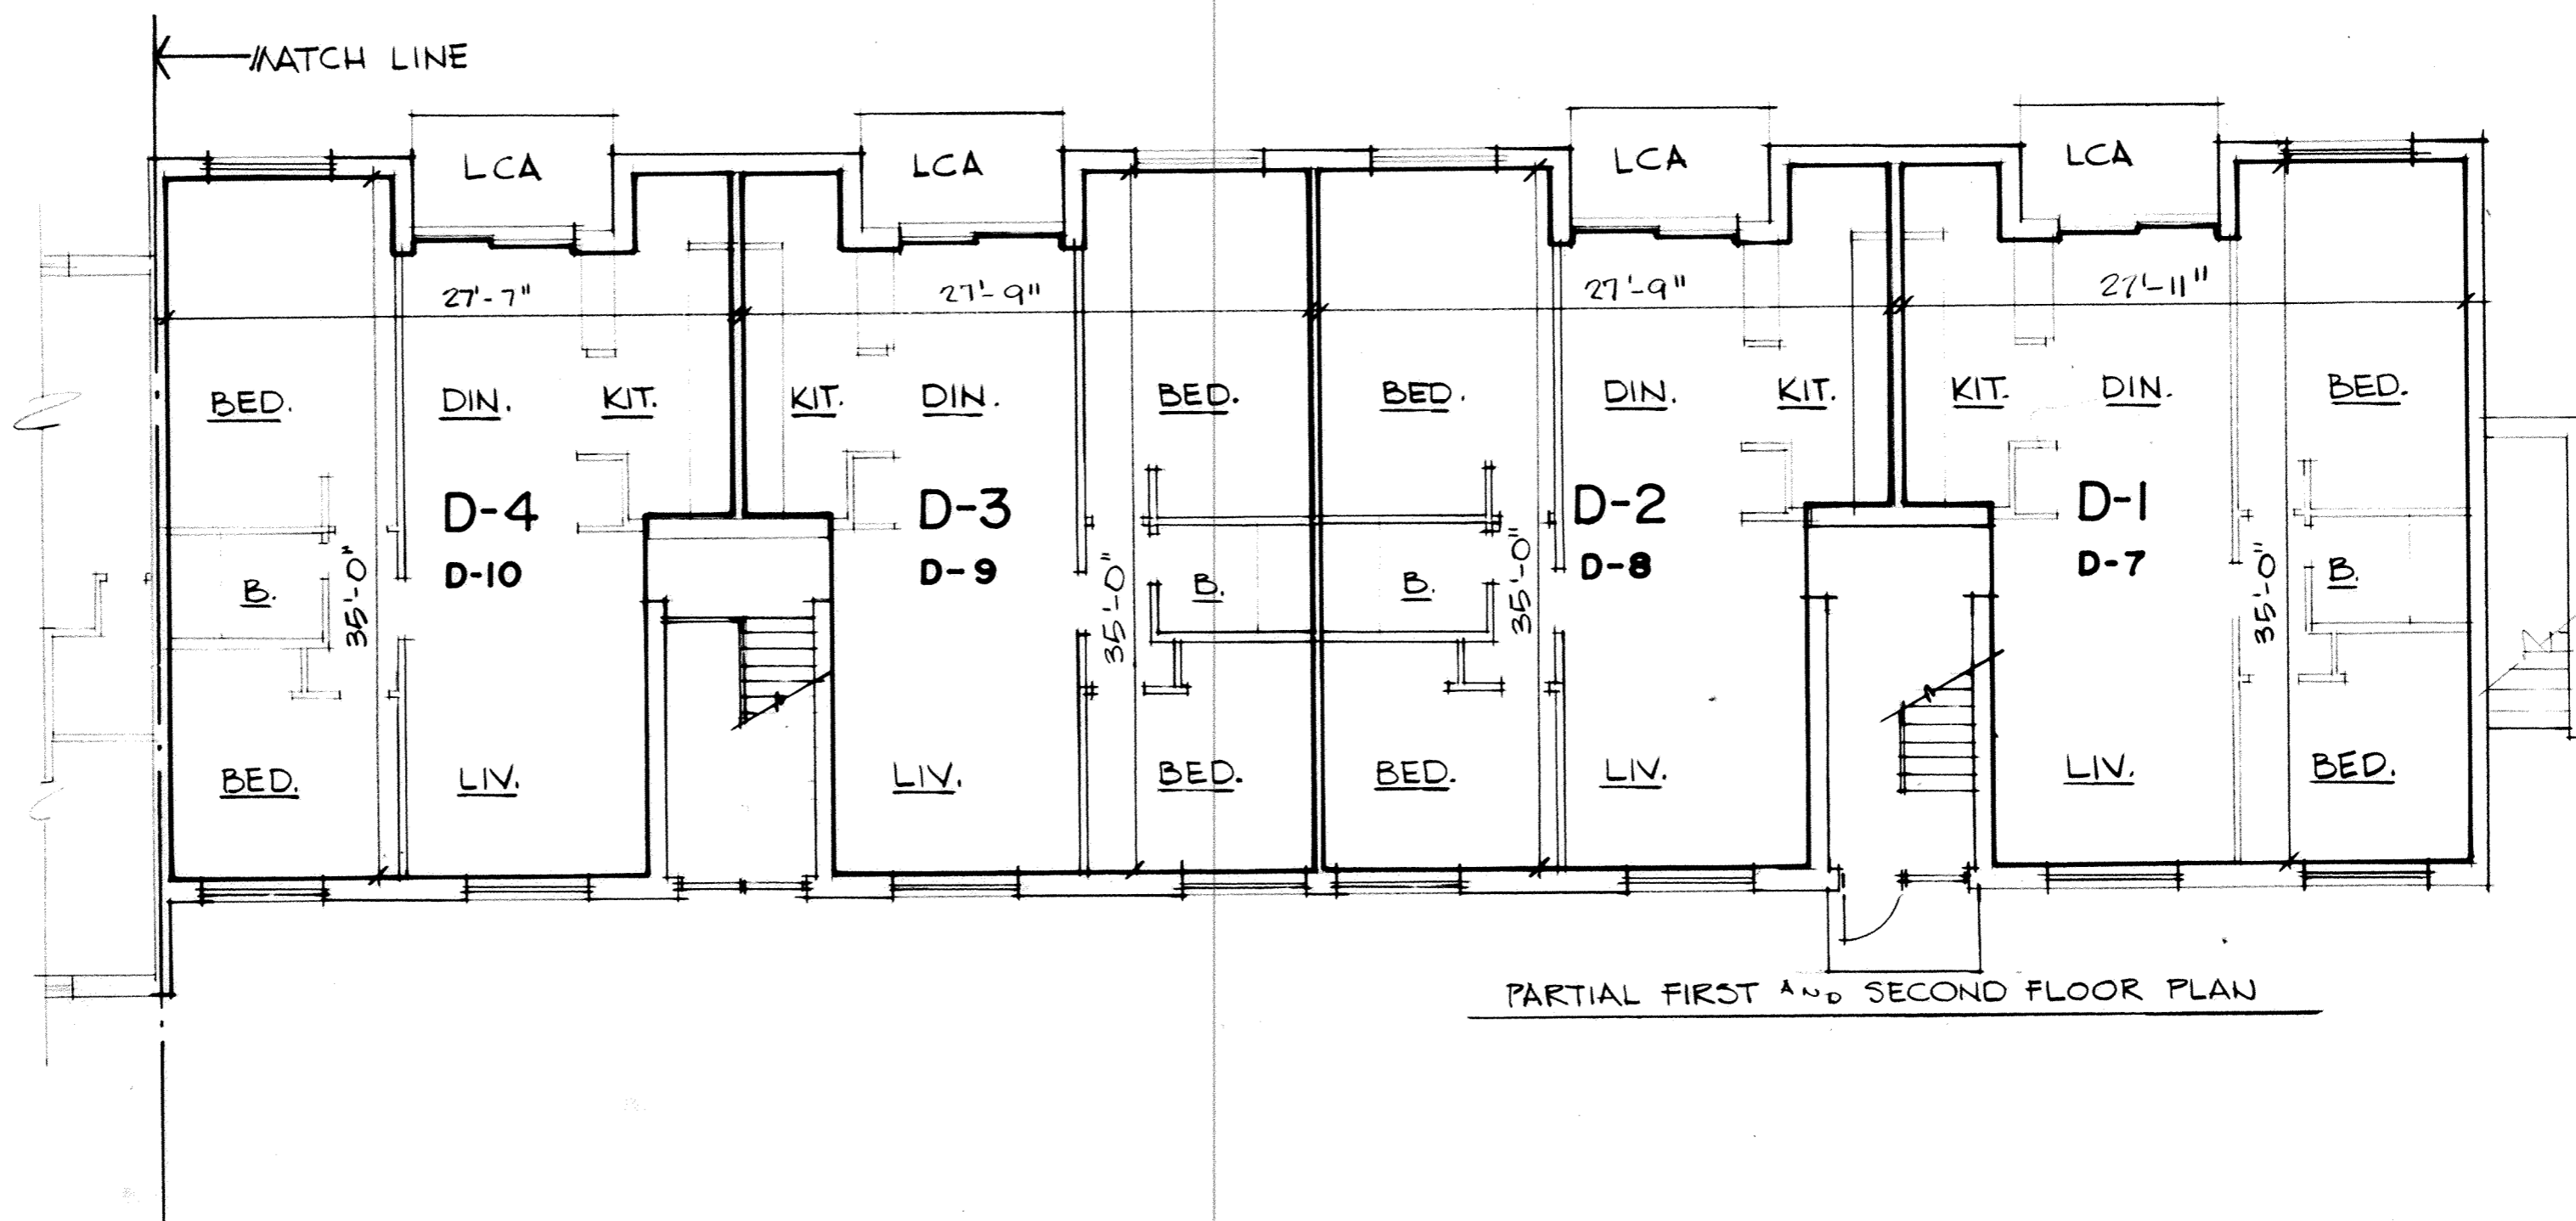 MATCH LINE
LCA
LCA
LCA
LCA
27'-7"
27'-9"
27'-9"
27'-11"
BED.
DIN.
KIT.
KIT.
DIN.
BED.
BED.
DIN.
KIT.
KIT.
DIN.
BED.
D-4
D-3
D-2
D-1
D-10
D-9
D-8
D-7
B.
35'-0"
35'-0"
B.
B.
35'-0"
35'-0"
B.
BED.
LIV.
LIV.
BED.
BED.
LIV.
LIV.
BED.
PARTIAL FIRST AND SECOND FLOOR PLAN